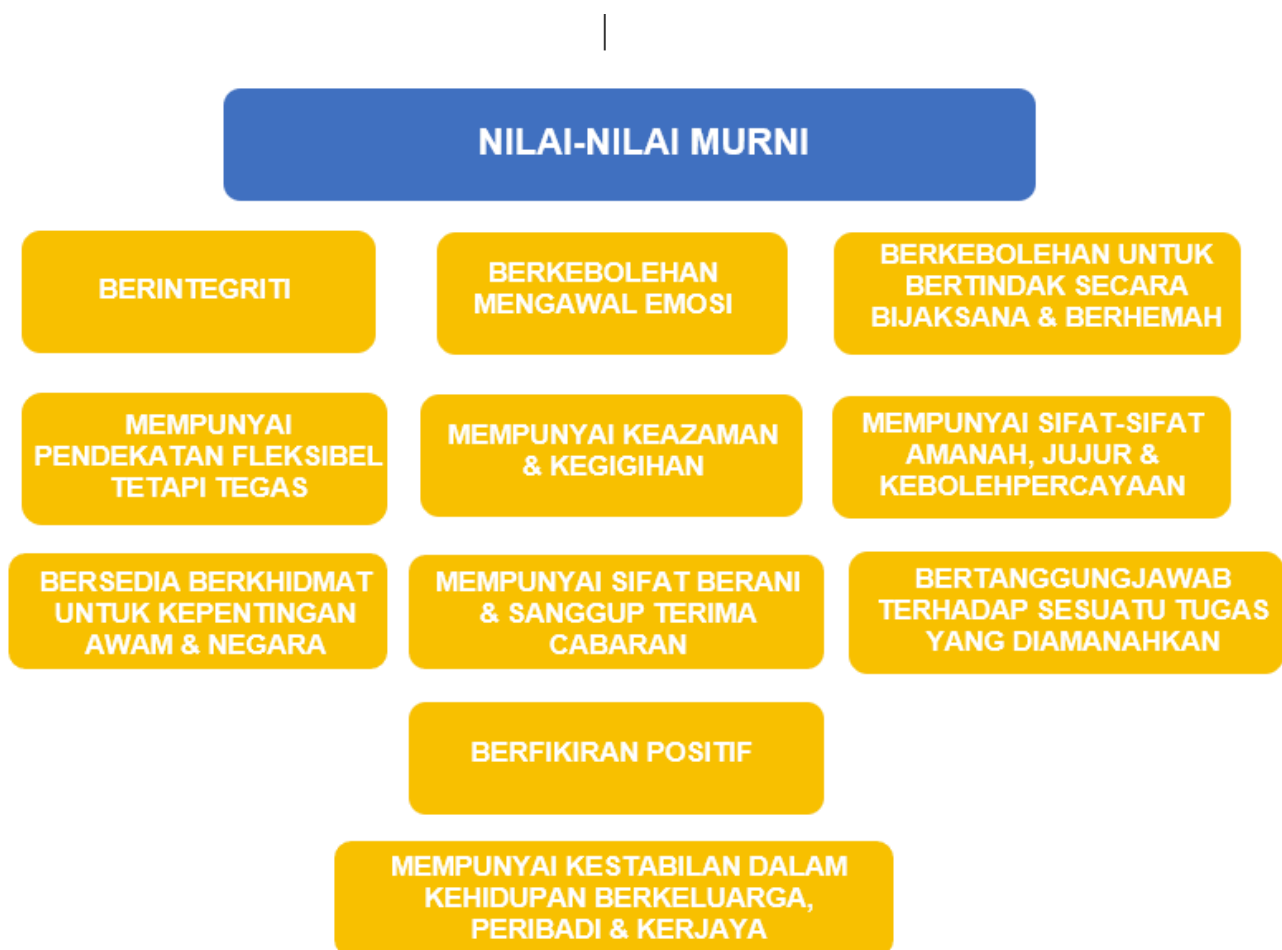 NILAI-NILAI MURNI
BERINTEGRITI
BERKEBOLEHAN
MENGAWAL EMOSI
BERKEBOLEHAN UNTUK
BERTINDAK SECARA
BIJAKSANA & BERHEMAH
MEMPUNYAI
PENDEKATAN FLEKSIBEL
TETAPI TEGAS
MEMPUNYAI KEAZAMAN
& KEGIGIHAN
MEMPUNYAI SIFAT-SIFAT
AMANAH, JUJUR &
KEBOLEHPERCAYAAN
BERSEDIA BERKHIDMAT
UNTUK KEPENTINGAN
AWAM & NEGARA
MEMPUNYAI SIFAT BERANI
& SANGGUP TERIMA
CABARAN
BERTANGGUNGJAWAB
TERHADAP SESUATU TUGAS
YANG DIAMANAHKAN
BERFIKIRAN POSITIF
MEMPUNYAI KESTABILAN DALAM
KEHIDUPAN BERKELUARGA,
PERIBADI & KERJAYA